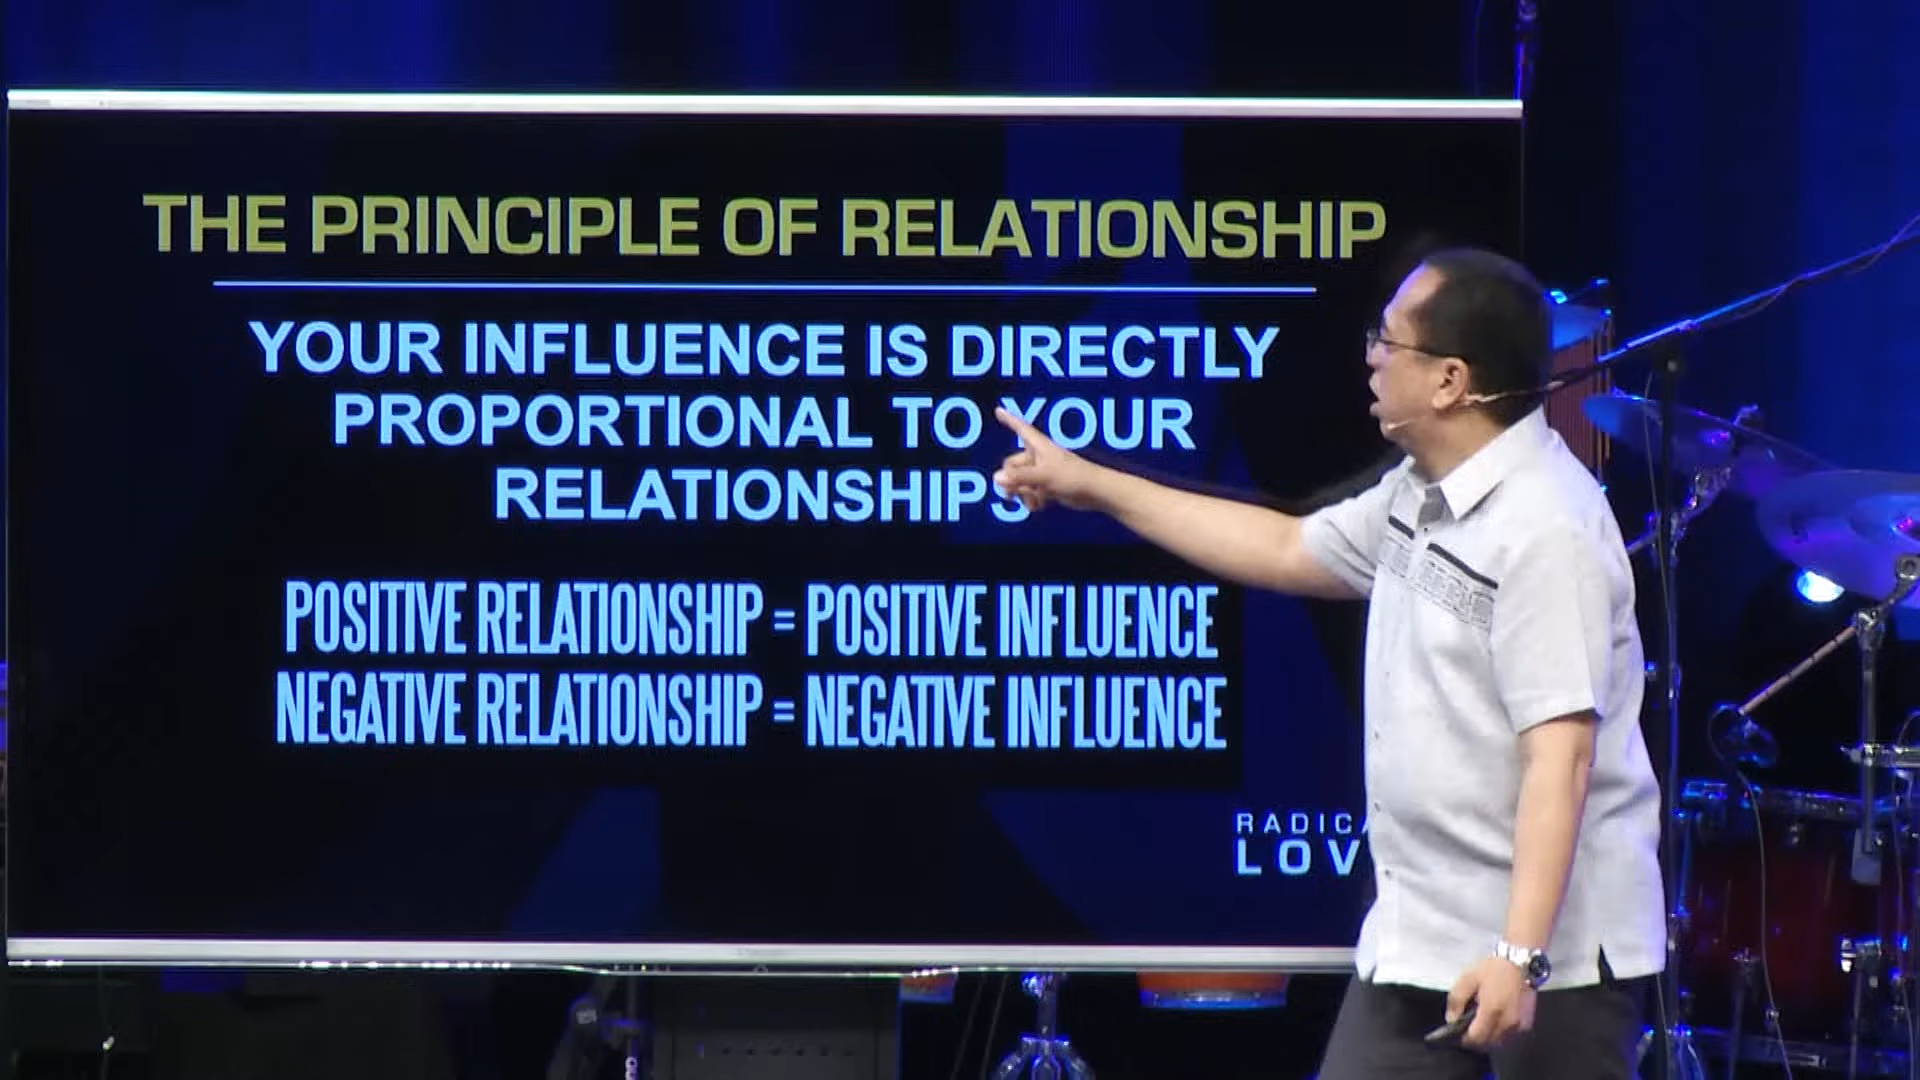 THE PRINCIPLE OF RELATIONSHIP
YOUR INFLUENCE IS DIRECTLY
PROPORTIONAL TO YOUR
RELATIONSHIPS
POSITIVE RELATIONSHIP = POSITIVE INFLUENCE
NEGATIVE RELATIONSHIP = NEGATIVE INFLUENCE